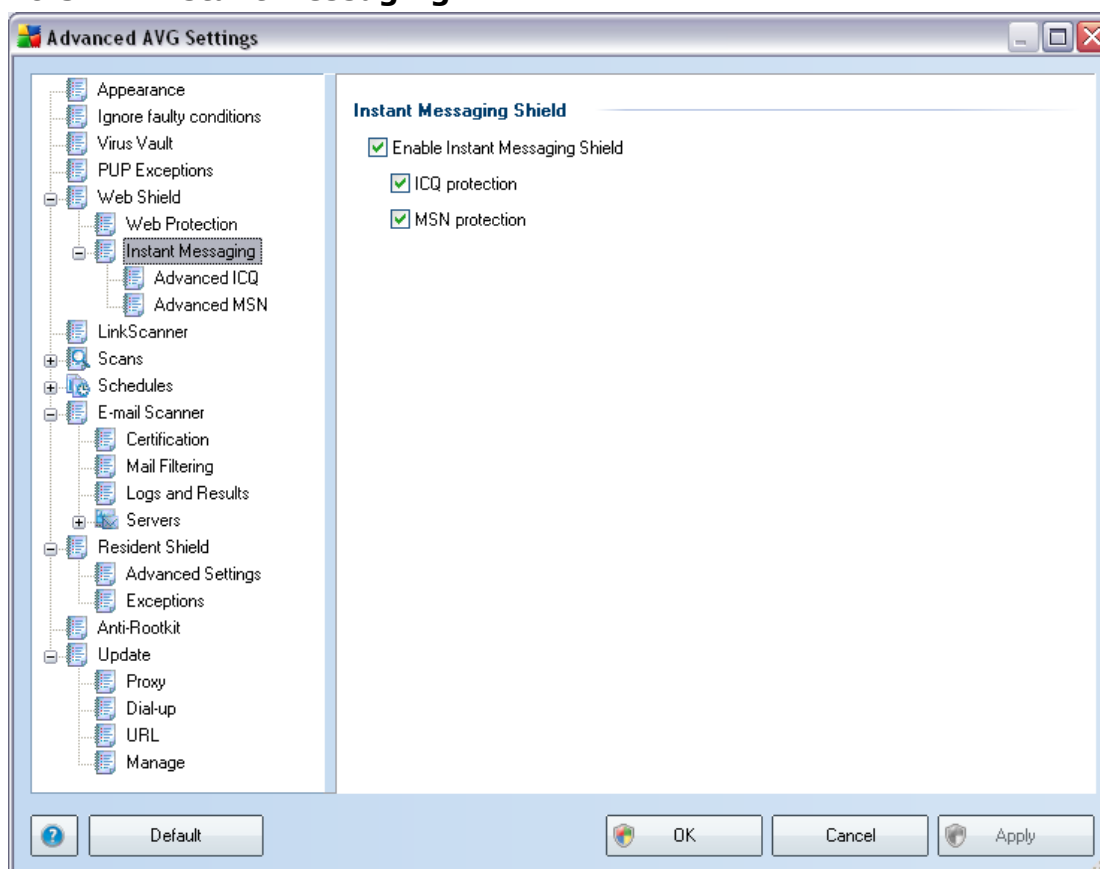 Advanced AVG Settings
Appearance
Ignore faulty conditions
Virus Vault
PUP Exceptions
Web Shield
Web Protection
Instant Messaging
Advanced ICQ
Advanced MSN
LinkScanner
Scans
Schedules
E-mail Scanner
Certification
Mail Filtering
Logs and Results
Servers
Resident Shield
Advanced Settings
Exceptions
Anti-Rootkit
Update
Proxy
Dial-up
URL
Manage
Instant Messaging Shield
Enable Instant Messaging Shield
ICQ protection
MSN protection
? Default OK Cancel Apply